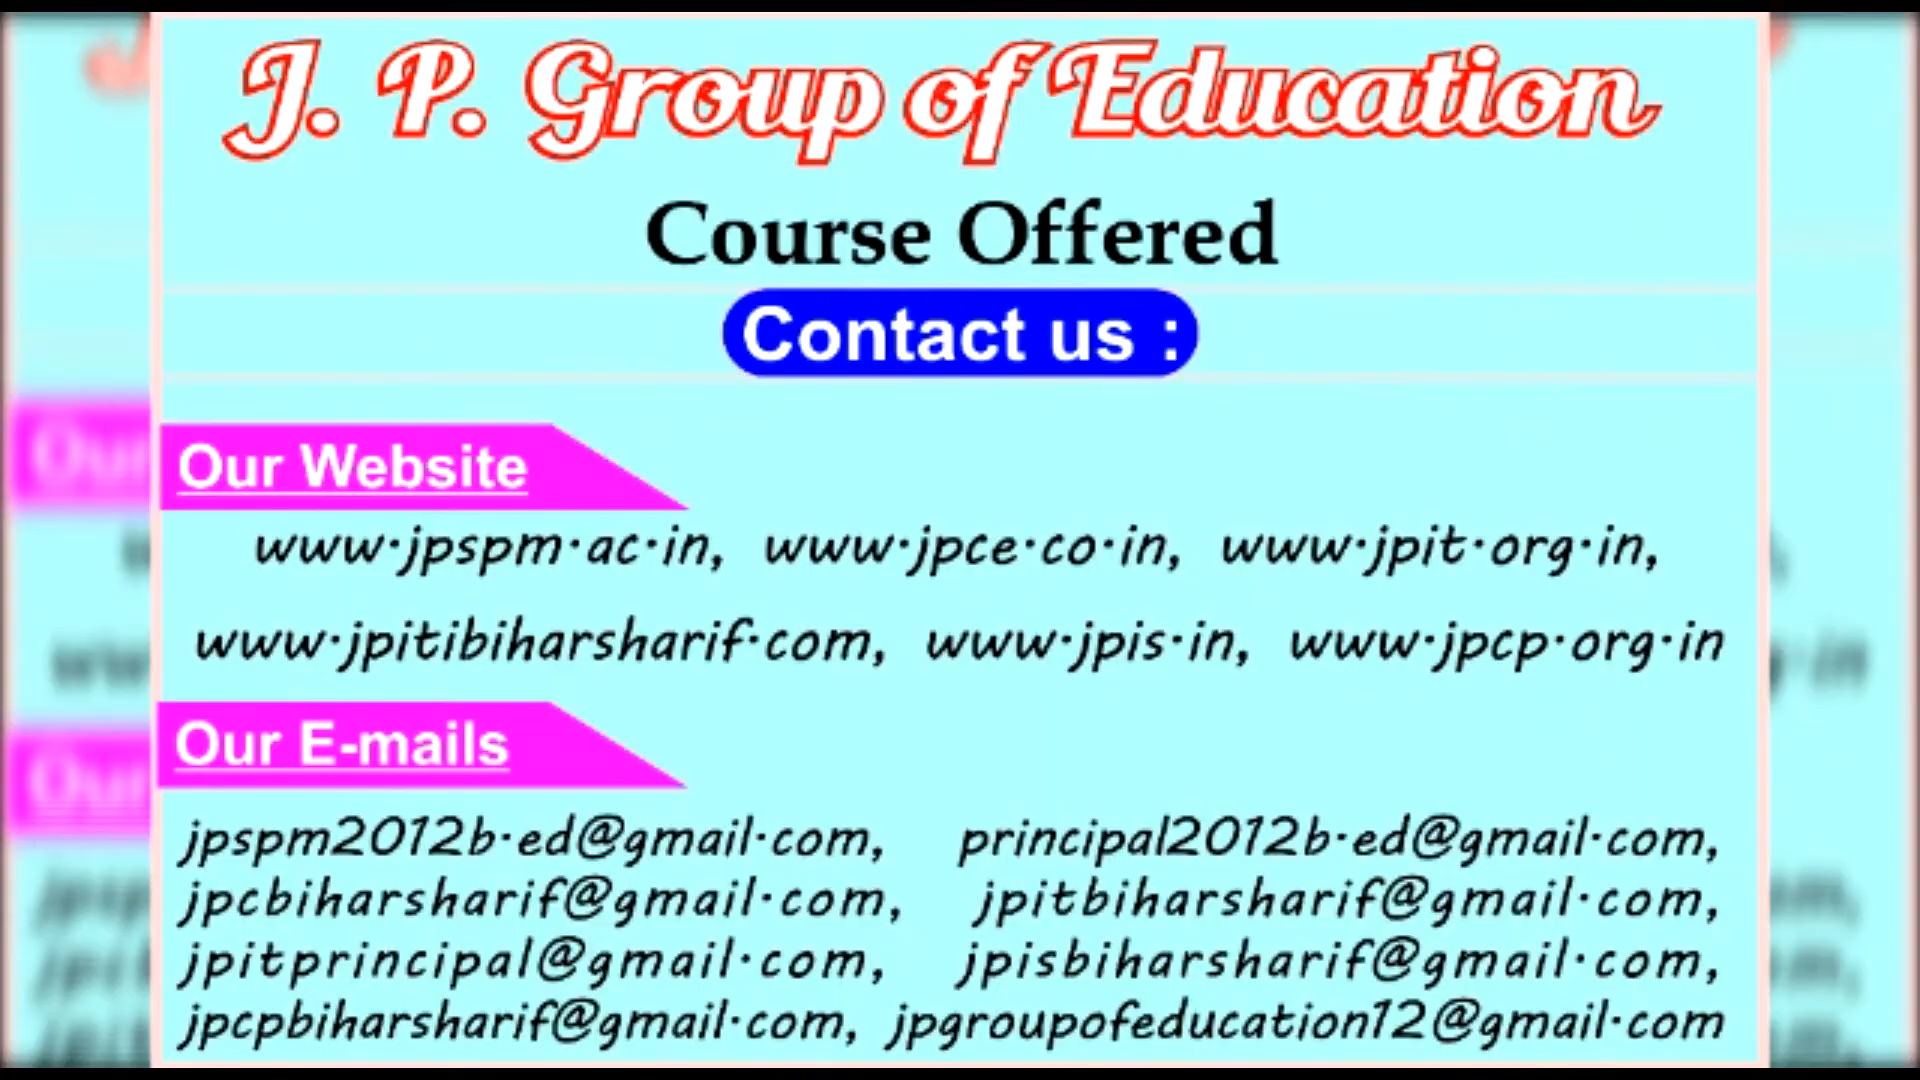 J. P. Group of Education
Course Offered
Contact us :
Our Website
www.jpspm.ac.in, www.jpce.co.in, www.jpit.org.in,
www.jpitibiharsharif.com, www.jpis.in, www.jpcp.org.in
Our E-mails
jpspm2012b.ed@gmail.com, principal2012b.ed@gmail.com,
jpcbiharsharif@gmail.com, jpitbiharsharif@gmail.com,
jpitprincipal@gmail.com, jpisbiharsharif@gmail.com,
jpcpbiharsharif@gmail.com, jpgroupofeducation12@gmail.com